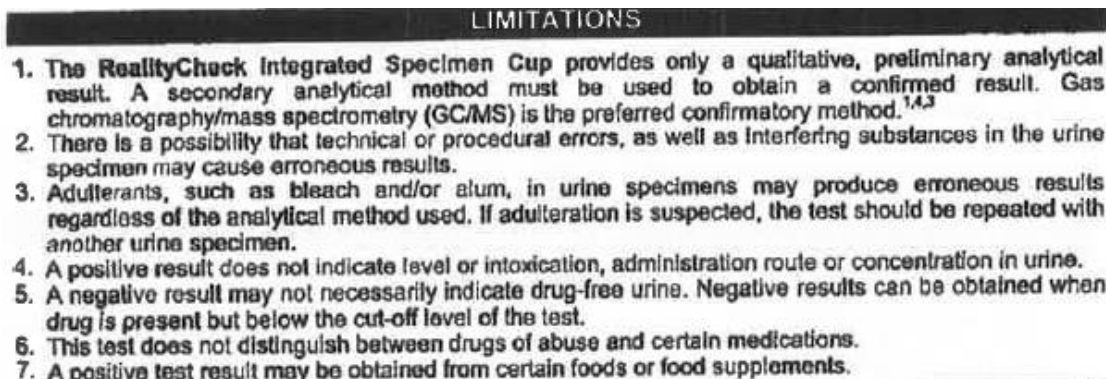 LIMITATIONS
1. The RealityCheck Integrated Specimen Cup provides only a qualitative, preliminary analytical
result. A secondary analytical method must be used to obtain a confirmed result. Gas
chromatography/mass spectrometry (GC/MS) is the preferred confirmatory method.1,4,3
2. There is a possibility that technical or procedural errors, as well as interfering substances in the urine
specimen may cause erroneous results.
3. Adulterants, such as bleach and/or alum, in urine specimens may produce erroneous results
regardless of the analytical method used. If adulteration is suspected, the test should be repeated with
another urine specimen.
4. A positive result does not indicate level or intoxication, administration route or concentration in urine.
5. A negative result may not necessarily indicate drug-free urine. Negative results can be obtained when
drug is present but below the cut-off level of the test.
6. This test does not distinguish between drugs of abuse and certain medications.
7. A positive test result may be obtained from certain foods or food supplements.